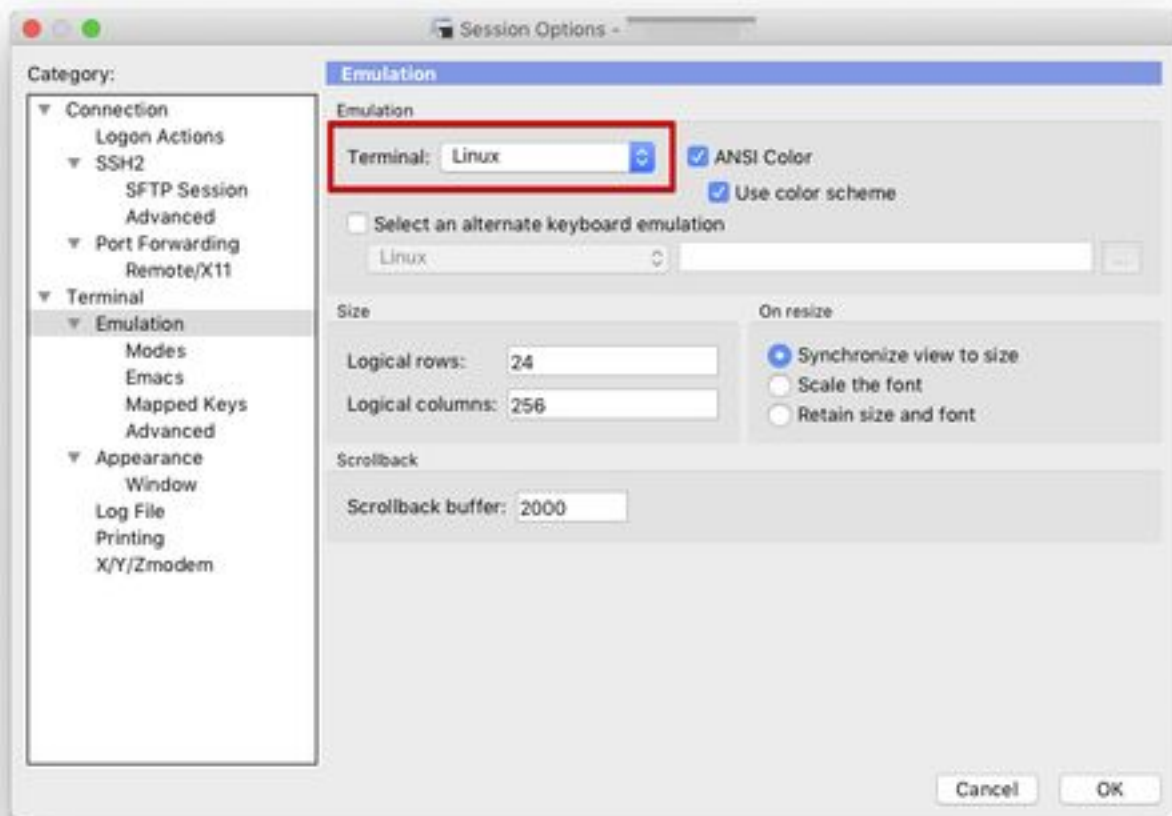 Session Options -
Category:
Connection
Logon Actions
SSH2
SFTP Session
Advanced
Port Forwarding
Remote/X11
Terminal
Emulation
Modes
Emacs
Mapped Keys
Advanced
Appearance
Window
Log File
Printing
X/Y/Zmodem
Emulation
Emulation
Terminal: Linux
ANSI Color
Use color scheme
Select an alternate keyboard emulation
Linux
...
Size
Logical rows: 24
Logical columns: 256
On resize
Synchronize view to size
Scale the font
Retain size and font
Scrollback
Scrollback buffer: 2000
Cancel
OK